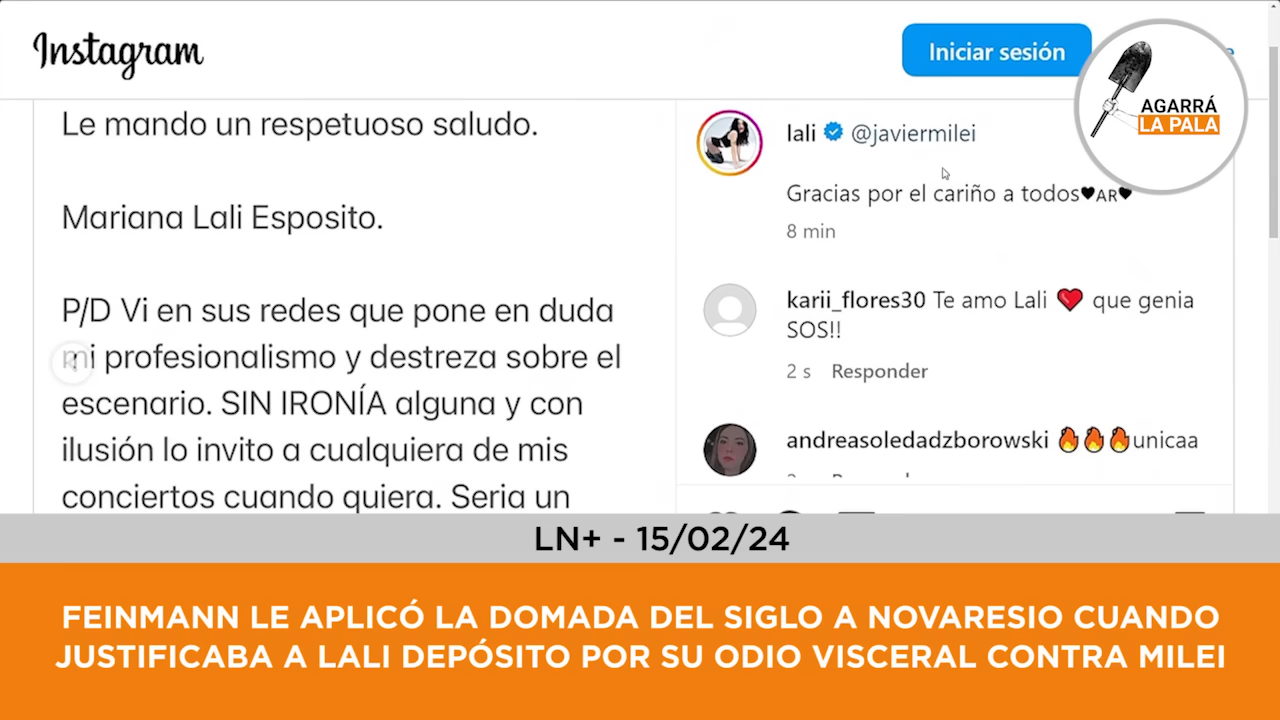 Instagram
Iniciar sesión
AGARRÁ
LA PALA
Le mando un respetuoso saludo.
Mariana Lali Esposito.
P/D Vi en sus redes que pone en duda
mi profesionalismo y destreza sobre el
escenario. SIN IRONÍA alguna y con
ilusión lo invito a cualquiera de mis
conciertos cuando quiera. Seria un
lali @javiermilei
Gracias por el cariño a todos🖤ᴀʀ🖤
8 min
karii_flores30 Te amo Lali ❤️ que genia
SOS!!
2 s Responder
andreasoledadzborowski 🔥🔥🔥unicaa
LN+ - 15/02/24
FEINMANN LE APLICÓ LA DOMADA DEL SIGLO A NOVARESIO CUANDO
JUSTIFICABA A LALI DEPÓSITO POR SU ODIO VISCERAL CONTRA MILEI